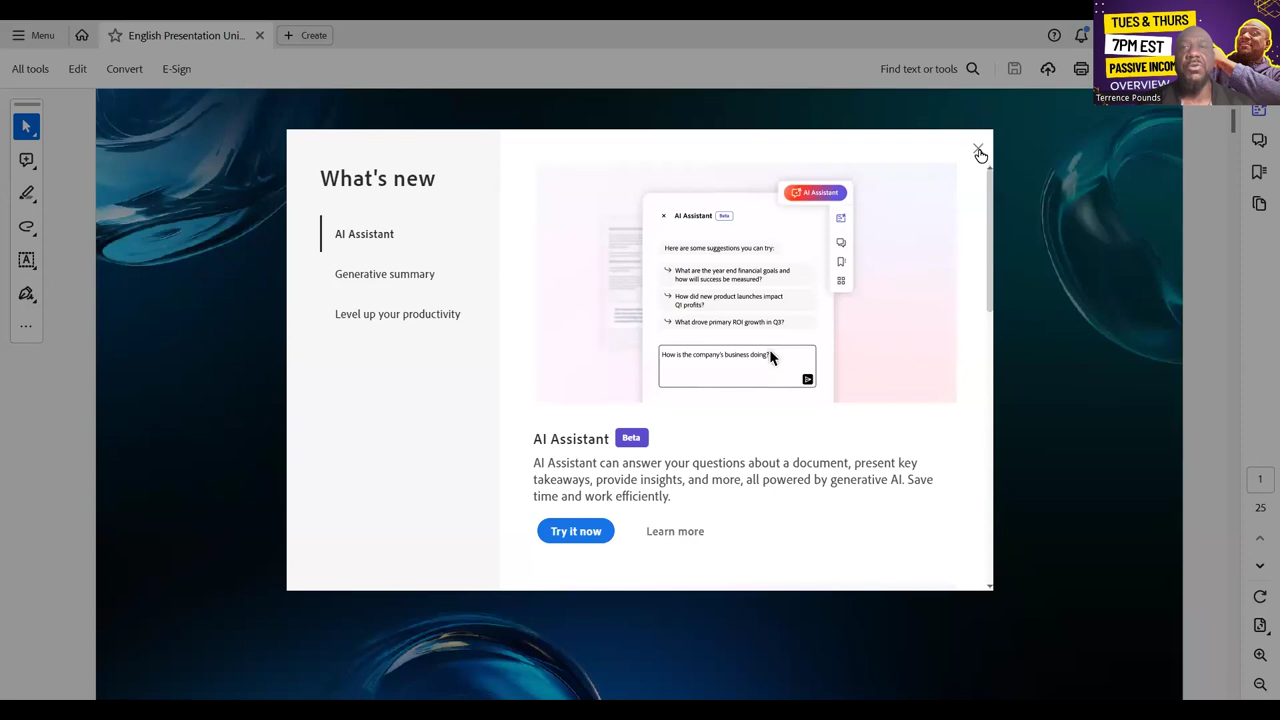 Menu
English Presentation Uni...
Create
All tools
Edit
Convert
E-Sign
Find text or tools
TUES & THURS
7PM EST
PASSIVE INCOM
OVERVIEW
Terrence Pounds
What's new
AI Assistant
Generative summary
Level up your productivity
AI Assistant
AI Assistant Beta
Here are some suggestions you can try:
What are the year end financial goals and
how will success be measured?
How did new product launches impact
Q1 profits?
What drove primary ROI growth in Q3?
How is the company's business doing?
AI Assistant Beta
AI Assistant can answer your questions about a document, present key
takeaways, provide insights, and more, all powered by generative AI. Save
time and work efficiently.
Try it now
Learn more
1
25